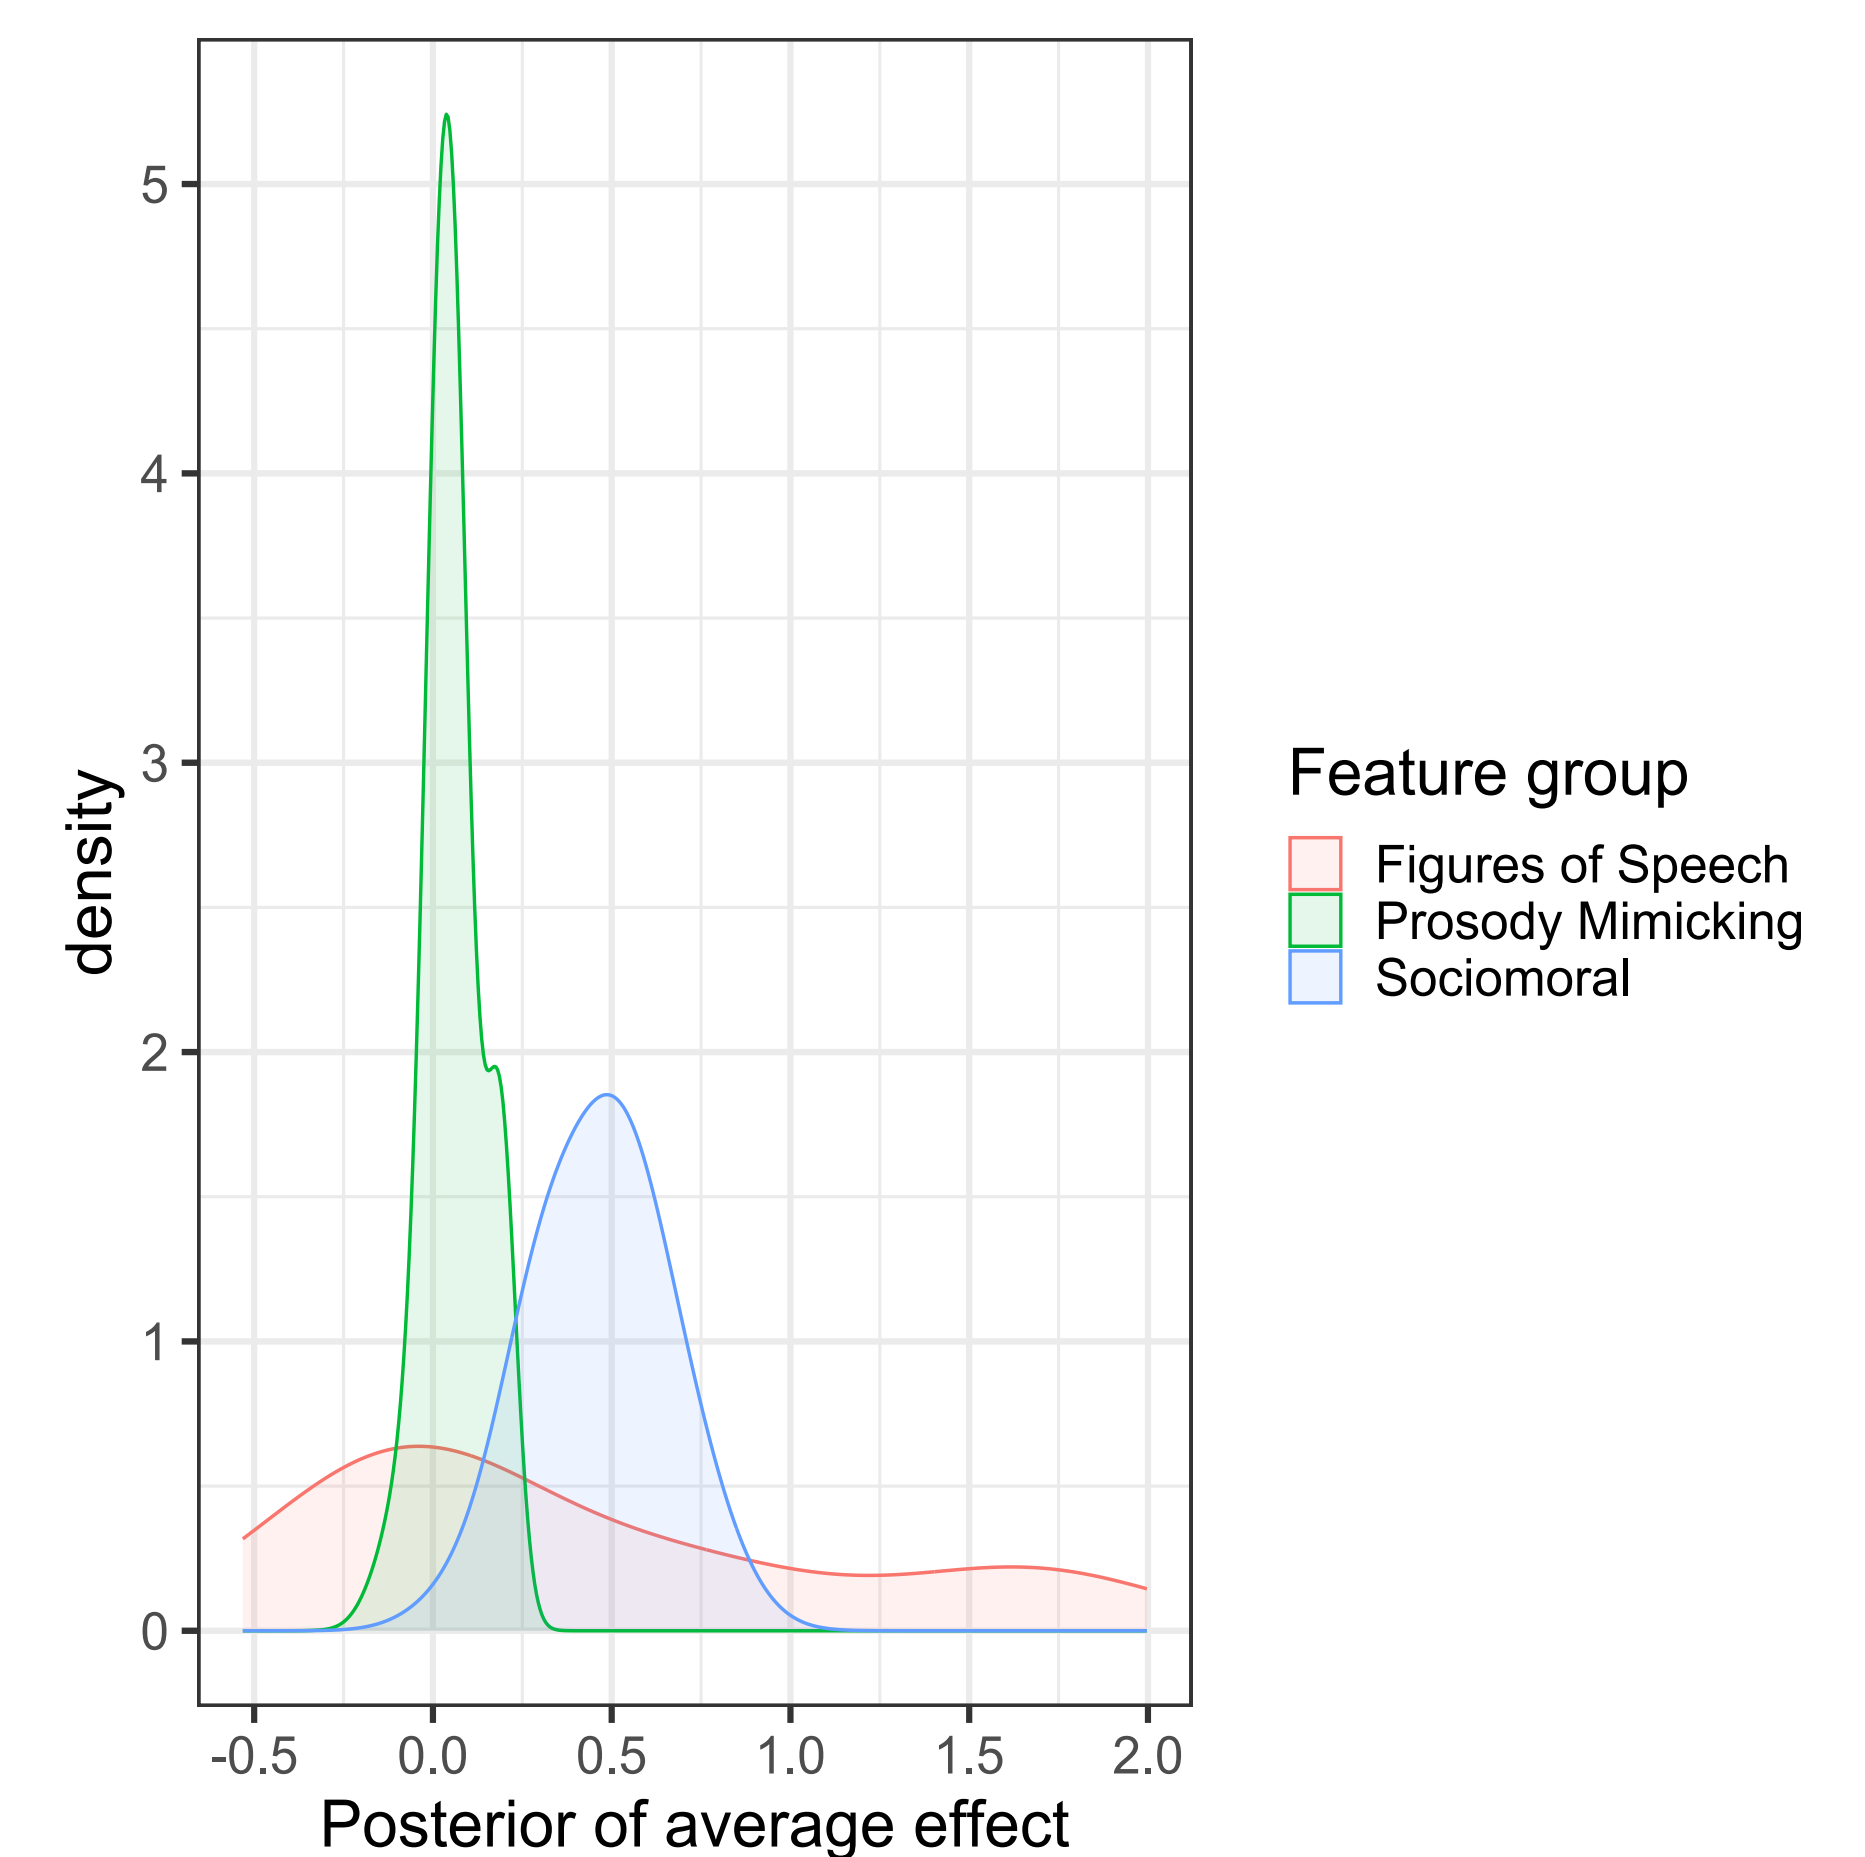 density
5
4
3
2
1
0
-0.5 0.0 0.5 1.0 1.5 2.0
Posterior of average effect
Feature group
Figures of Speech
Prosody Mimicking
Sociomoral